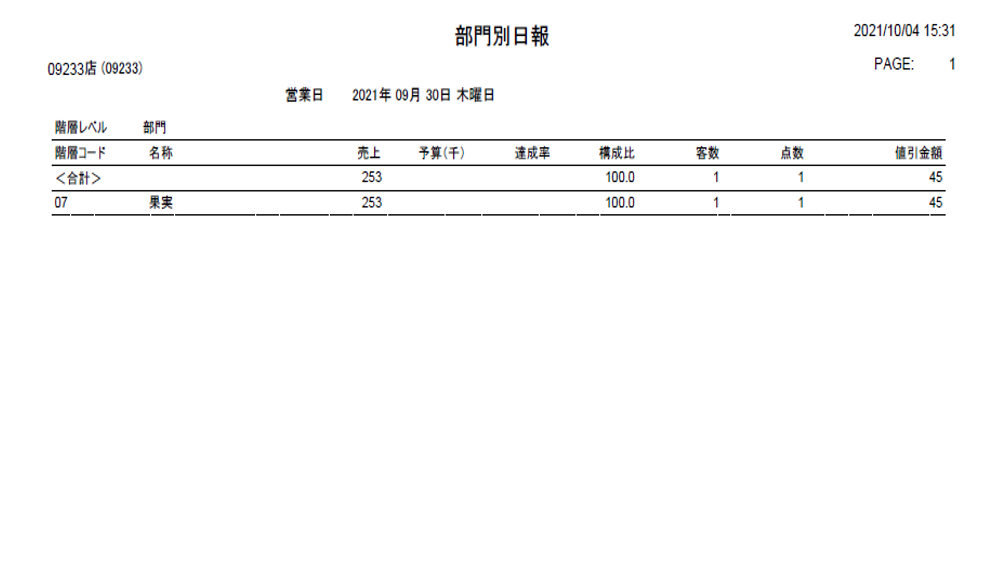 部門別日報
2021/10/04 15:31
09233店 (09233)
PAGE: 1
営業日 2021年 09月 30日 木曜日
階層レベル 部門
階層コード 名称 売上 予算(千) 達成率 構成比 客数 点数 値引金額
＜合計＞ 253 100.0 1 1 45
07 果実 253 100.0 1 1 45